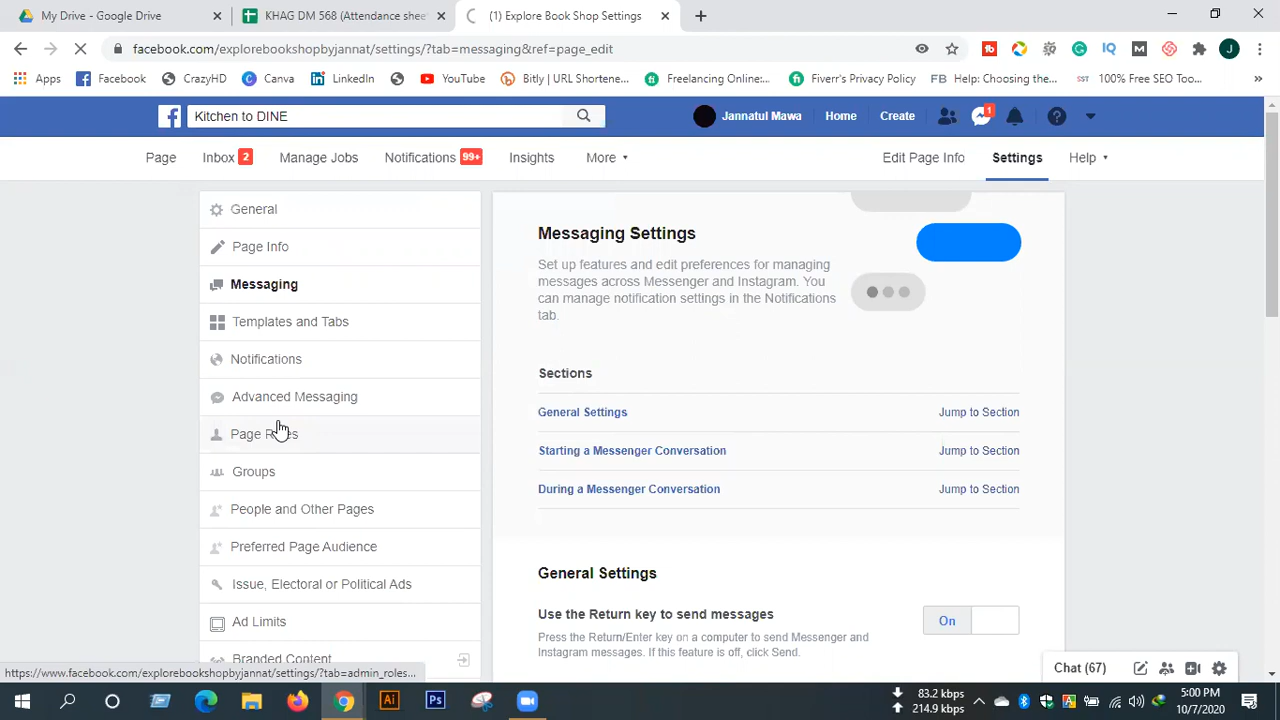 My Drive - Google Drive
KHAG DM 568 (Attendance shee
(1) Explore Book Shop Settings
facebook.com/explorebookshopbyjannat/settings/?tab=messaging&ref=page_edit
Apps Facebook CrazyHD Canva LinkedIn YouTube Bitly | URL Shortene... Freelancing Online:... Fiverr's Privacy Policy FB Help: Choosing the... SST 100% Free SEO Too...
Kitchen to DINE
Jannatul Mawa Home Create 1
Page Inbox 2 Manage Jobs Notifications 99+ Insights More Edit Page Info Settings Help
General
Page Info
Messaging
Templates and Tabs
Notifications
Advanced Messaging
Page Roles
Groups
People and Other Pages
Preferred Page Audience
Issue, Electoral or Political Ads
Ad Limits
Branded Content
Messaging Settings
Set up features and edit preferences for managing
messages across Messenger and Instagram. You
can manage notification settings in the Notifications
tab.
Sections
General Settings Jump to Section
Starting a Messenger Conversation Jump to Section
During a Messenger Conversation Jump to Section
General Settings
Use the Return key to send messages
On
Press the Return/Enter key on a computer to send Messenger and
Instagram messages. If this feature is off, click Send.
Chat (67)
https://www.facebook.com/explorebookshopbyjannat/settings/?tab=admin_roles...
Ai Ps
83.2 kbps
214.9 kbps
5:00 PM
10/7/2020